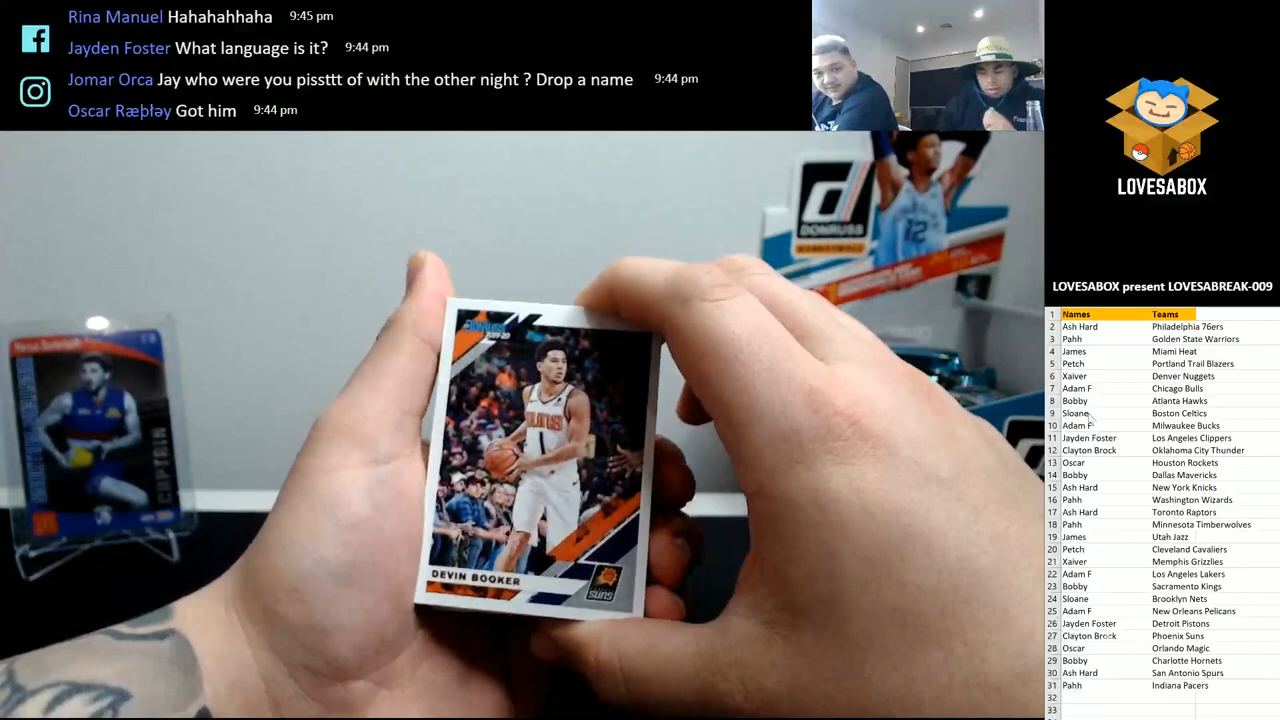 Rina Manuel Hahahahhaha 9:45 pm
Jayden Foster What language is it? 9:44 pm
Jomar Orca Jay who were you pissttt of with the other night ? Drop a name 9:44 pm
Oscar Ræþłəy Got him 9:44 pm
LOVESABOX
LOVESABOX present LOVESABREAK-009
1 Names Teams
2 Ash Hard Philadelphia 76ers
3 Pahh Golden State Warriors
4 James Miami Heat
5 Petch Portland Trail Blazers
6 Xaiver Denver Nuggets
7 Adam F Chicago Bulls
8 Bobby Atlanta Hawks
9 Sloane Boston Celtics
10 Adam F Milwaukee Bucks
11 Jayden Foster Los Angeles Clippers
12 Clayton Brock Oklahoma City Thunder
13 Oscar Houston Rockets
14 Bobby Dallas Mavericks
15 Ash Hard New York Knicks
16 Pahh Washington Wizards
17 Ash Hard Toronto Raptors
18 Pahh Minnesota Timberwolves
19 James Utah Jazz
20 Petch Cleveland Cavaliers
21 Xaiver Memphis Grizzlies
22 Adam F Los Angeles Lakers
23 Bobby Sacramento Kings
24 Sloane Brooklyn Nets
25 Adam F New Orleans Pelicans
26 Jayden Foster Detroit Pistons
27 Clayton Brock Phoenix Suns
28 Oscar Orlando Magic
29 Bobby Charlotte Hornets
30 Ash Hard San Antonio Spurs
31 Pahh Indiana Pacers
32
33
DONRUSS
BASKETBALL
12
DONRUSS
2019-20
SUNS
1
DEVIN BOOKER
SUNS
CAPTAIN